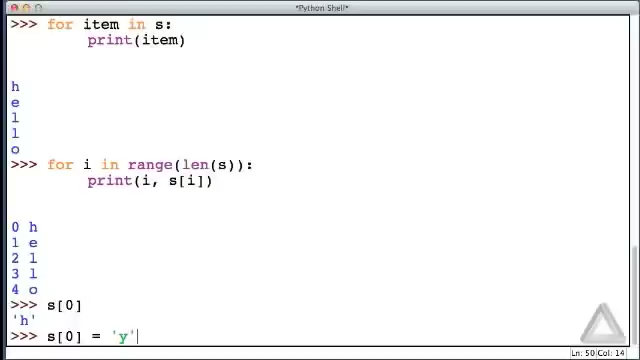 *Python Shell*
>>> for item in s:
        print(item)
h
e
l
l
o
>>> for i in range(len(s)):
        print(i, s[i])
0 h
1 e
2 l
3 l
4 o
>>> s[0]
'h'
>>> s[0] = 'y'
Ln: 50 Col: 14